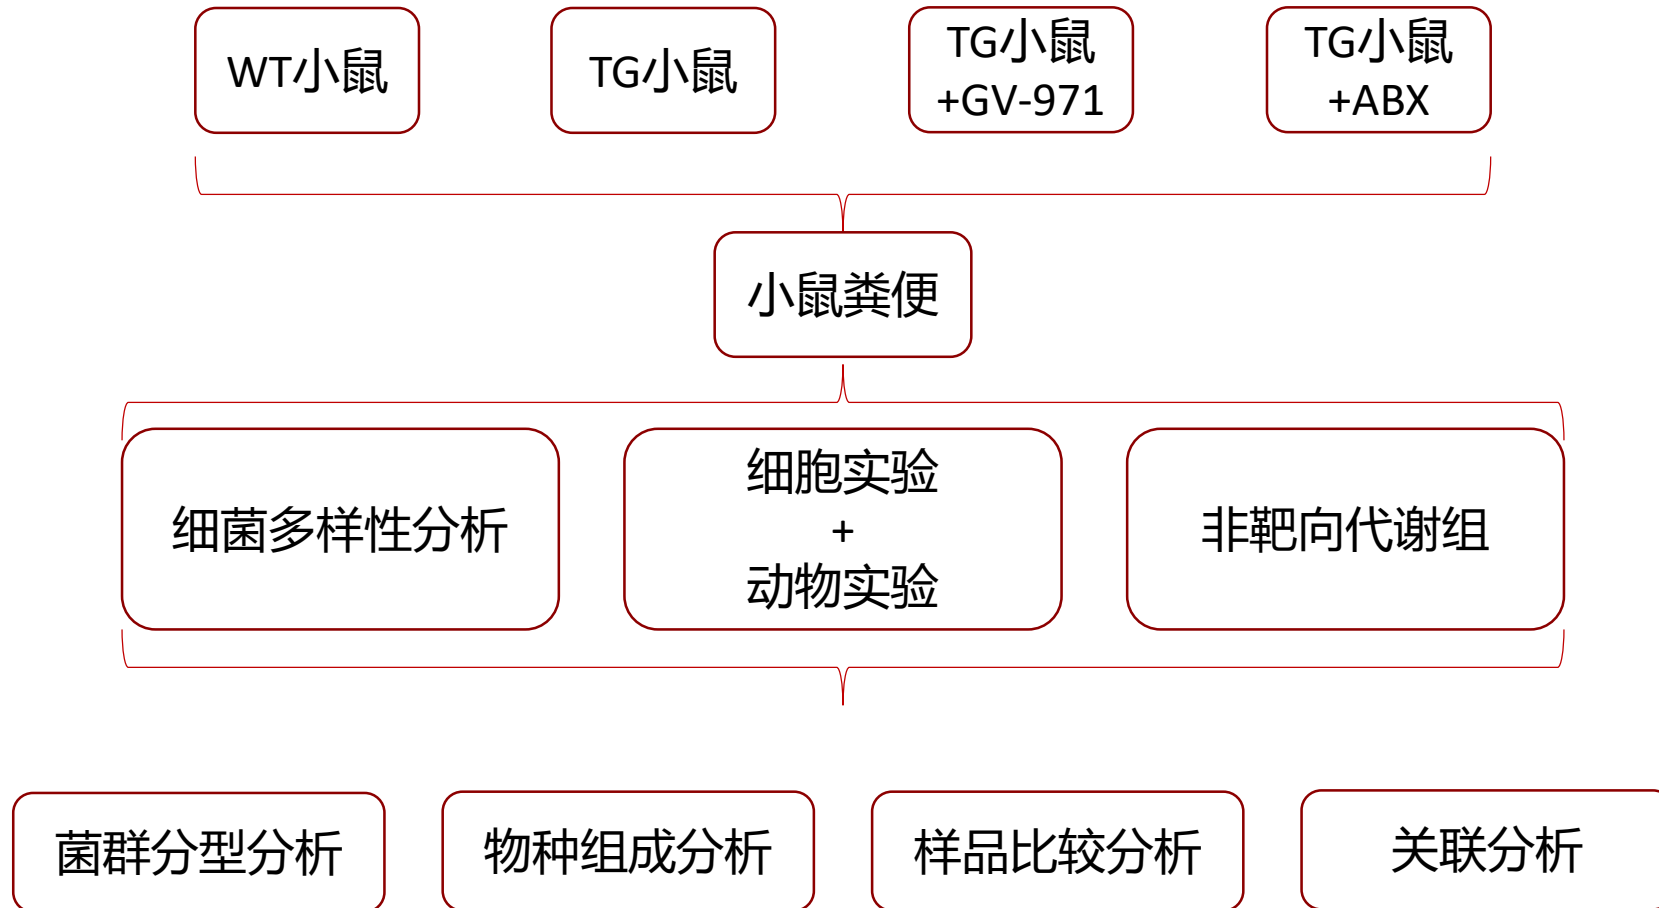 WT小鼠
TG小鼠
TG小鼠
+GV-971
TG小鼠
+ABX
小鼠粪便
细菌多样性分析
细胞实验
+
动物实验
非靶向代谢组
菌群分型分析
物种组成分析
样品比较分析
关联分析